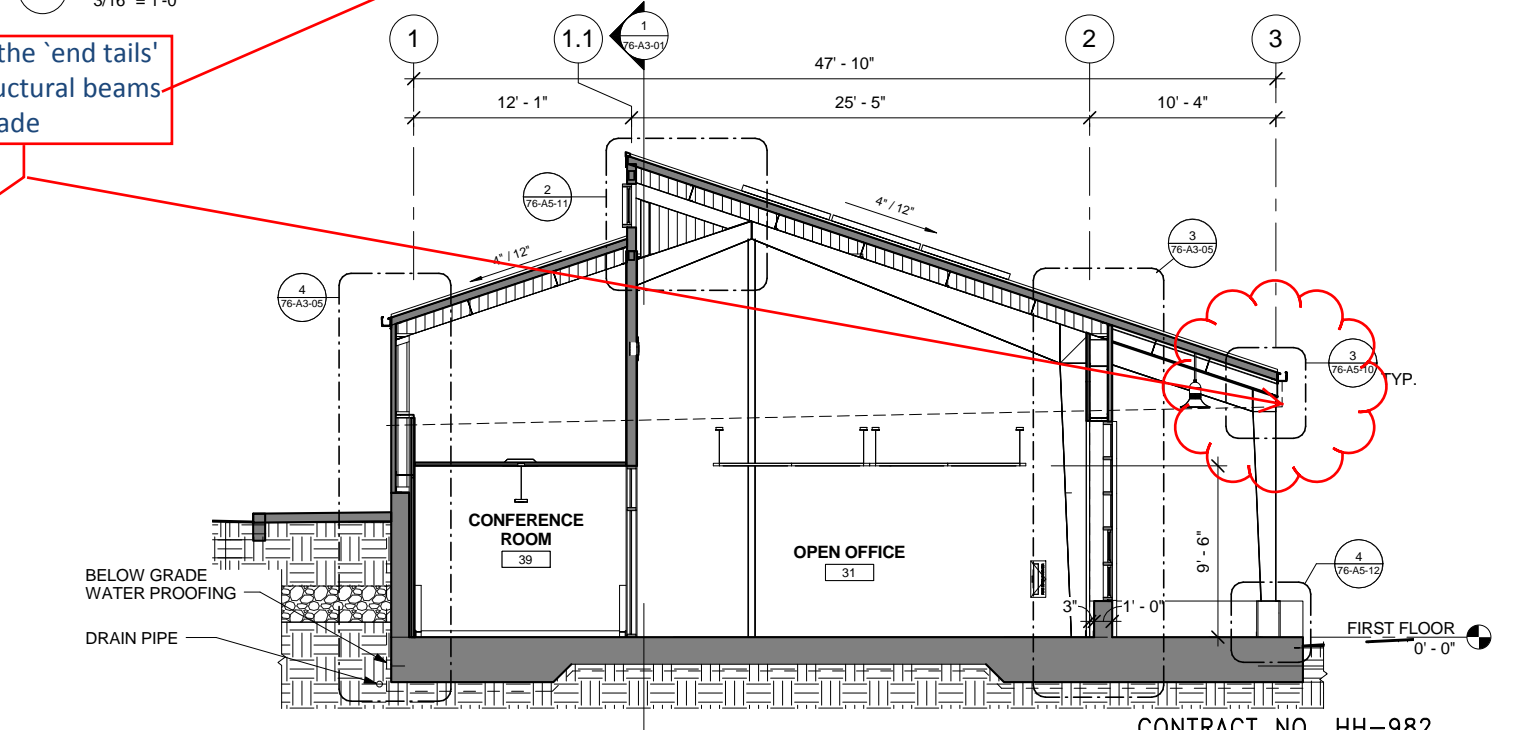 3/16" = 1'-0"
the `end tails'
uctural beams
ade
1
1.1
1
76-A3-01
2
3
47' - 10"
12' - 1"
25' - 5"
10' - 4"
2
76-A5-11
4" / 12"
4" / 12"
3
76-A3-05
4
76-A3-05
3
76-A5-10
TYP.
CONFERENCE
ROOM
39
OPEN OFFICE
31
9' - 6"
4
76-A5-12
BELOW GRADE
WATER PROOFING
DRAIN PIPE
3"
1' - 0"
FIRST FLOOR
0' - 0"
CONTRACT NO. HH-982